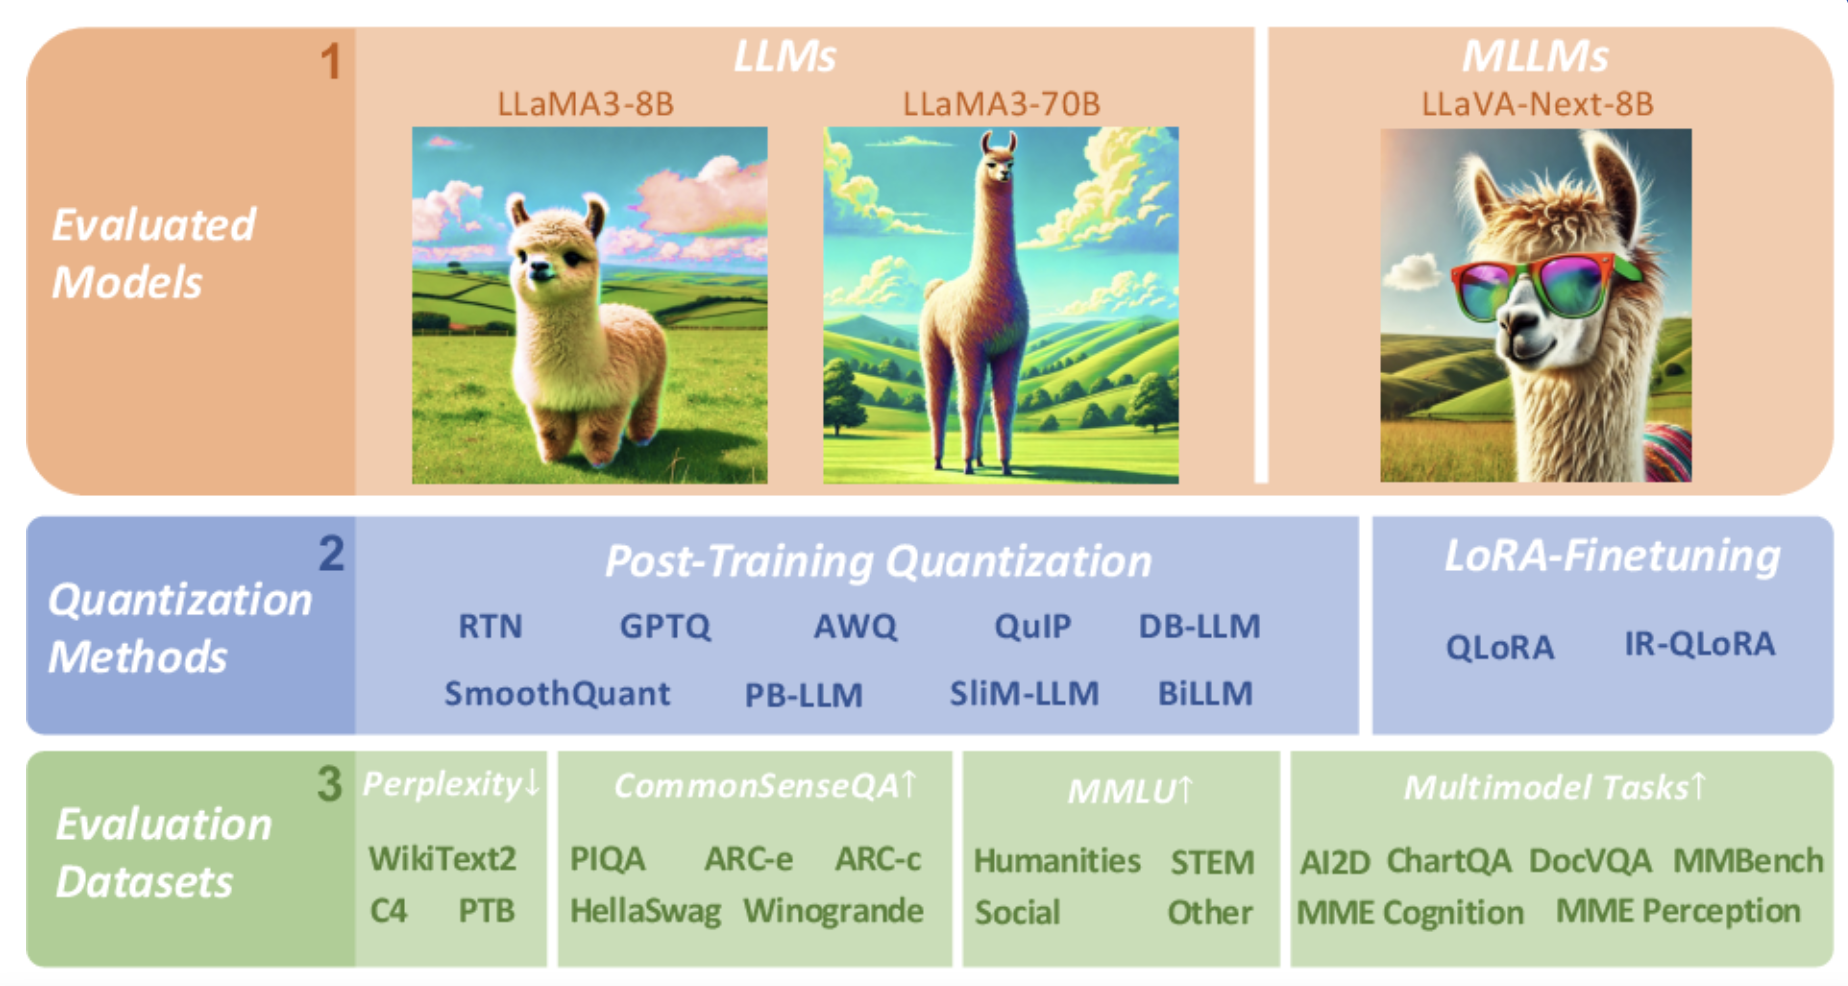 1
LLMs
MLLMs
LLaMA3-8B
LLaMA3-70B
LLaVA-Next-8B
Evaluated
Models
2
Post-Training Quantization
LoRA-Finetuning
Quantization
Methods
RTN GPTQ AWQ QuIP DB-LLM
SmoothQuant PB-LLM SliM-LLM BiLLM
QLoRA IR-QLoRA
3
Evaluation
Datasets
Perplexity↓
WikiText2
C4 PTB
CommonSenseQA↑
PIQA ARC-e ARC-c
HellaSwag Winogrande
MMLU↑
Humanities STEM
Social Other
Multimodel Tasks↑
AI2D ChartQA DocVQA MMBench
MME Cognition MME Perception